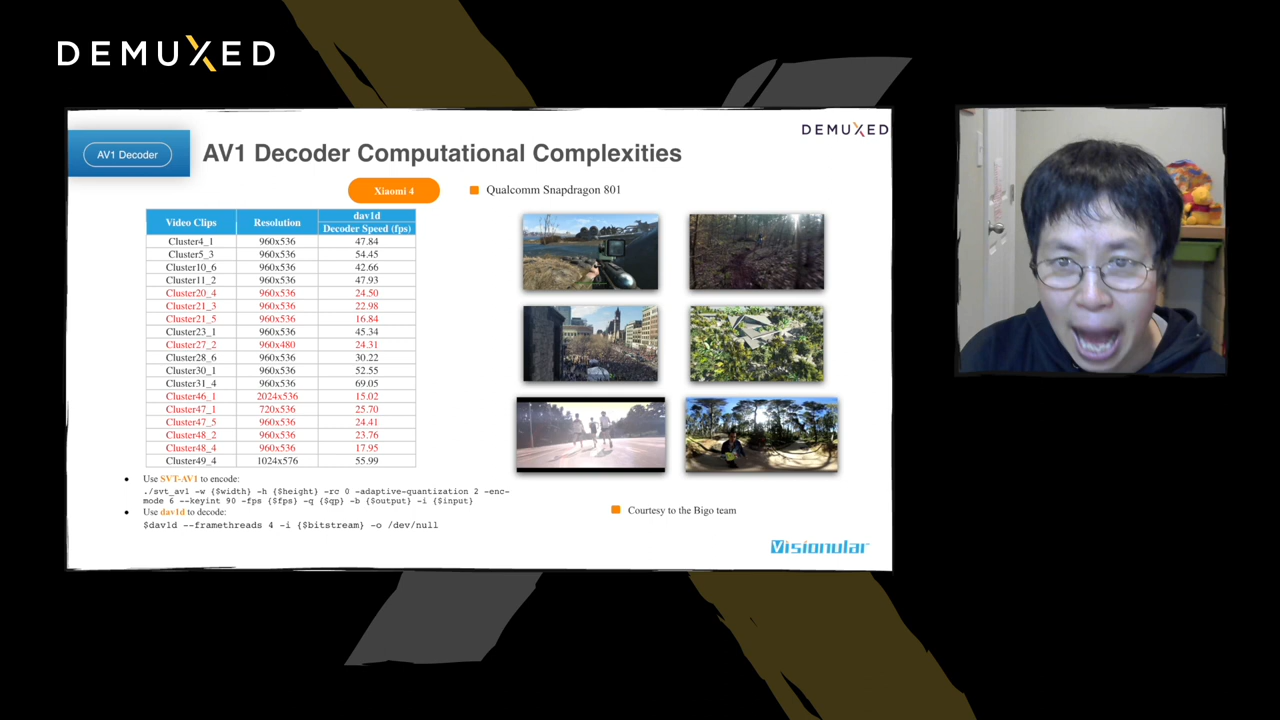 DEMUXED
DEMUXED
AV1 Decoder
AV1 Decoder Computational Complexities
Xiaomi 4
Qualcomm Snapdragon 801
Video Clips Resolution dav1d
Decoder Speed (fps)
Cluster4_1 960x536 47.84
Cluster5_3 960x536 54.45
Cluster10_6 960x536 42.66
Cluster11_2 960x536 47.93
Cluster20_4 960x536 24.50
Cluster21_3 960x536 22.98
Cluster21_5 960x536 16.84
Cluster23_1 960x536 45.34
Cluster27_2 960x480 24.31
Cluster28_6 960x536 30.22
Cluster30_1 960x536 52.55
Cluster31_4 960x536 69.05
Cluster46_1 2024x536 15.02
Cluster47_1 720x536 25.70
Cluster47_5 960x536 24.41
Cluster48_2 960x536 23.76
Cluster48_4 960x536 17.95
Cluster49_4 1024x576 55.99
Use SVT-AV1 to encode:
./svt_av1 -w {$width} -h {$height} -rc 0 -adaptive-quantization 2 -enc-
mode 6 --keyint 90 -fps {$fps} -q {$qp} -b {$output} -i {$input}
Use dav1d to decode:
$dav1d --framethreads 4 -i {$bitstream} -o /dev/null
Courtesy to the Bigo team
Visionular